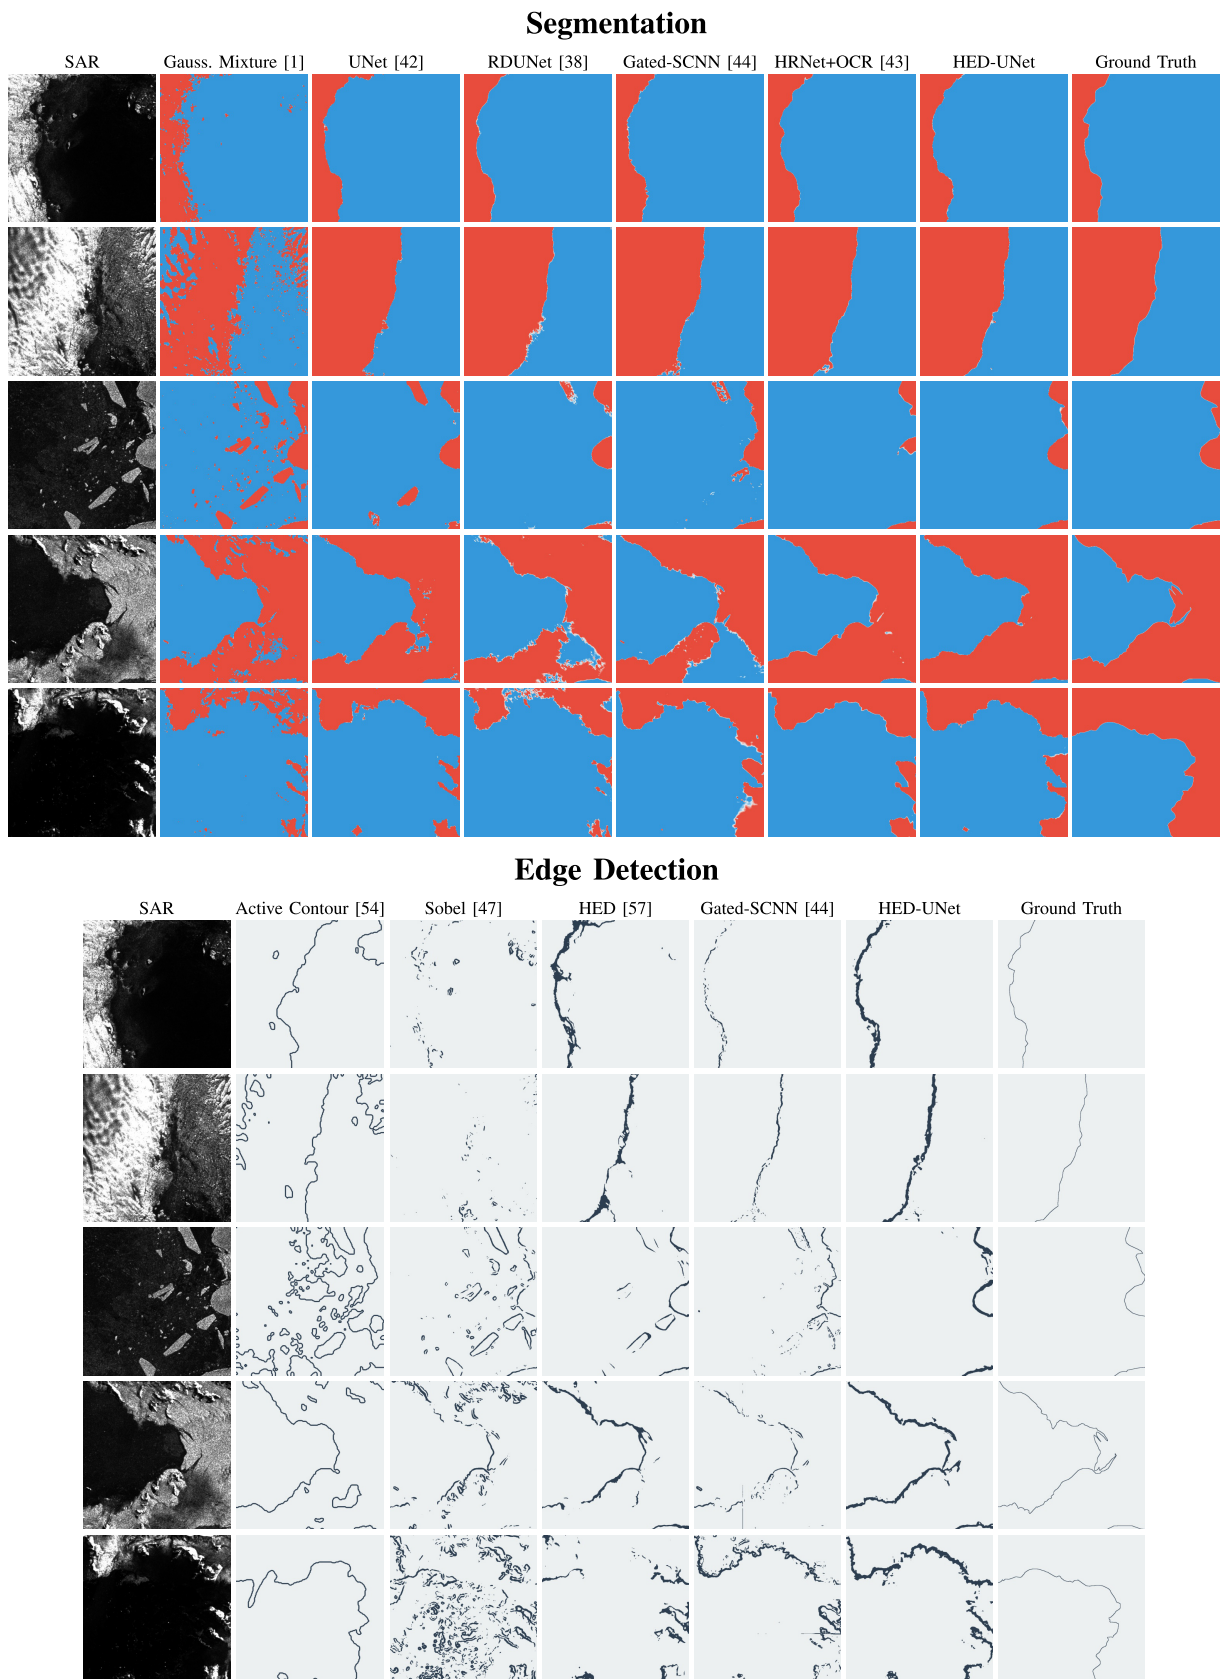 Segmentation
SAR Gauss. Mixture [1] UNet [42] RDUNet [38] Gated-SCNN [44] HRNet+OCR [43] HED-UNet Ground Truth
Edge Detection
SAR Active Contour [54] Sobel [47] HED [57] Gated-SCNN [44] HED-UNet Ground Truth